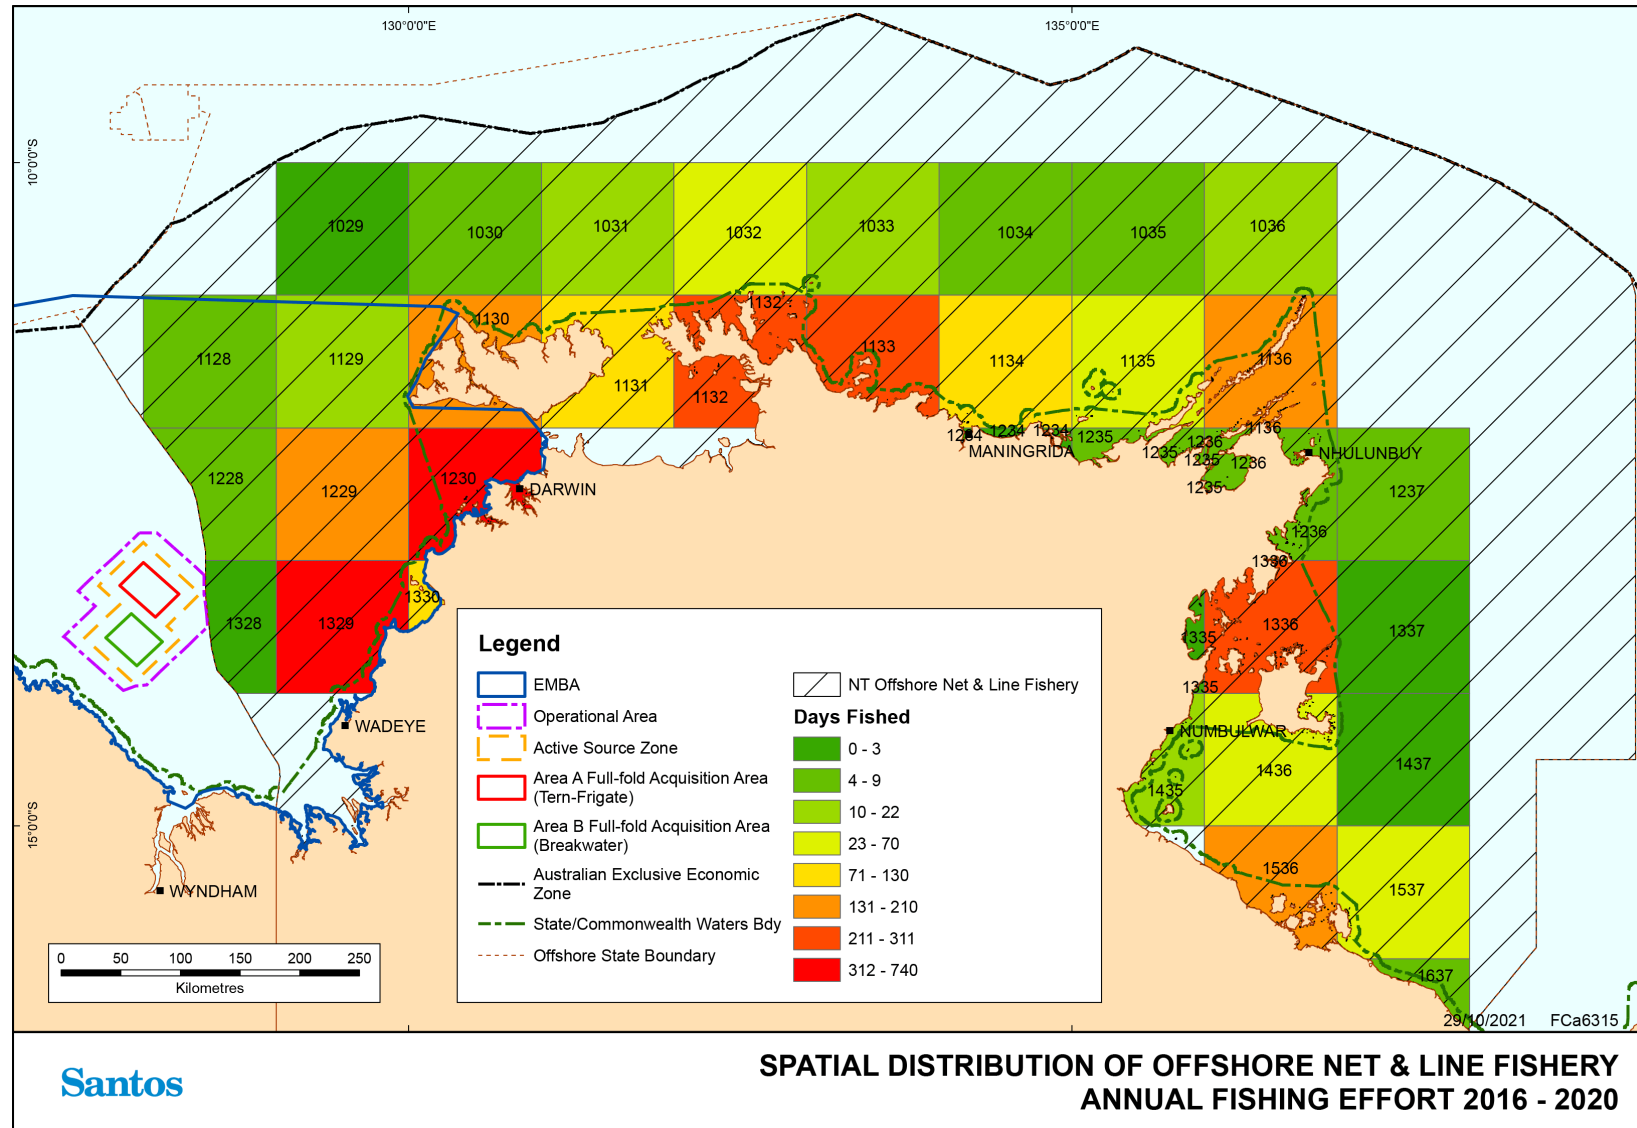 130°0'0"E
135°0'0"E
10°0'0"S
15°0'0"S
1029
1030
1031
1032
1033
1034
1035
1036
1128
1129
1130
1131
1132
1132
1133
1134
1135
1136
1136
1228
1229
1230
1234
1234
1234
1235
1235
1235
1235
1236
1236
1236
1237
1328
1329
1330
1335
1335
1336
1336
1337
1435
1436
1437
1536
1537
1637
DARWIN
MANINGRIDA
NHULUNBUY
NUMBULWAR
WADEYE
WYNDHAM
Legend
EMBA
Operational Area
Active Source Zone
Area A Full-fold Acquisition Area
(Tern-Frigate)
Area B Full-fold Acquisition Area
(Breakwater)
Australian Exclusive Economic
Zone
State/Commonwealth Waters Bdy
Offshore State Boundary
NT Offshore Net & Line Fishery
Days Fished
0 - 3
4 - 9
10 - 22
23 - 70
71 - 130
131 - 210
211 - 311
312 - 740
0 50 100 150 200 250
Kilometres
29/10/2021 FCa6315
Santos
SPATIAL DISTRIBUTION OF OFFSHORE NET & LINE FISHERY
ANNUAL FISHING EFFORT 2016 - 2020